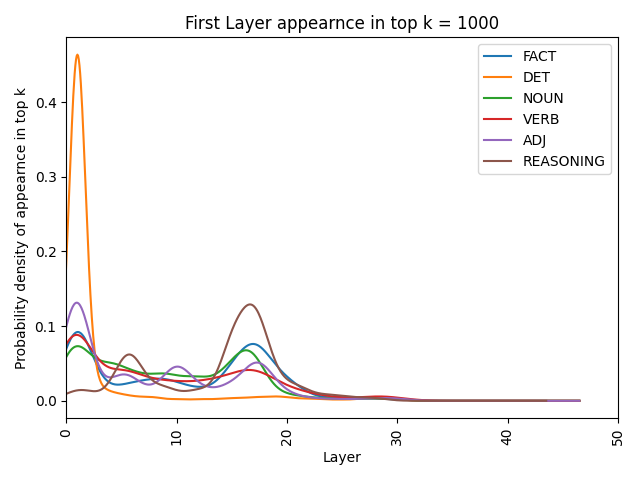 First Layer appearnce in top k = 1000
Probability density of appearnce in top k
0.4
0.3
0.2
0.1
0.0
FACT
DET
NOUN
VERB
ADJ
REASONING
0
10
20
30
40
50
Layer